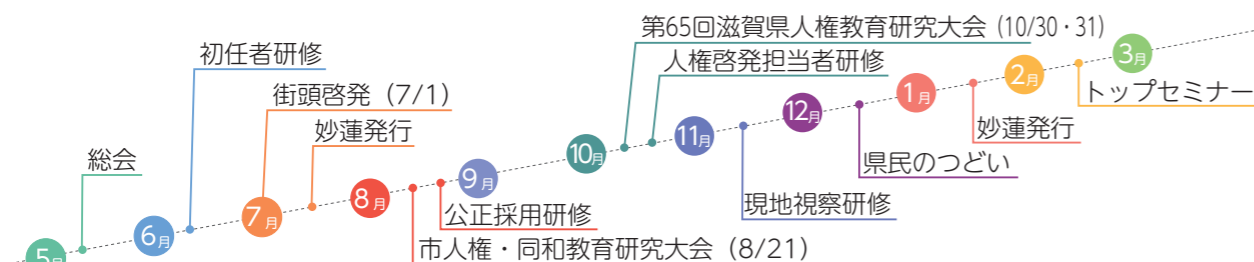 5月
総会
6月
初任者研修
7月
街頭啓発 (7/1)
妙蓮発行
8月
市人権・同和教育研究大会 (8/21)
公正採用研修
9月
10月
第65回滋賀県人権教育研究大会 (10/30・31)
人権啓発担当者研修
11月
現地視察研修
12月
県民のつどい
1月
妙蓮発行
2月
トップセミナー
3月